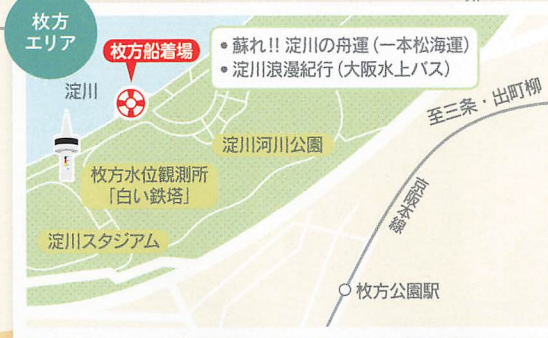 枚方
エリア
枚方船着場
• 蘇れ!! 淀川の舟運(一本松海運)
• 淀川浪漫紀行(大阪水上バス)
淀川
至三条・出町柳
淀川河川公園
枚方水位観測所
「白い鉄塔」
京阪本線
淀川スタジアム
枚方公園駅